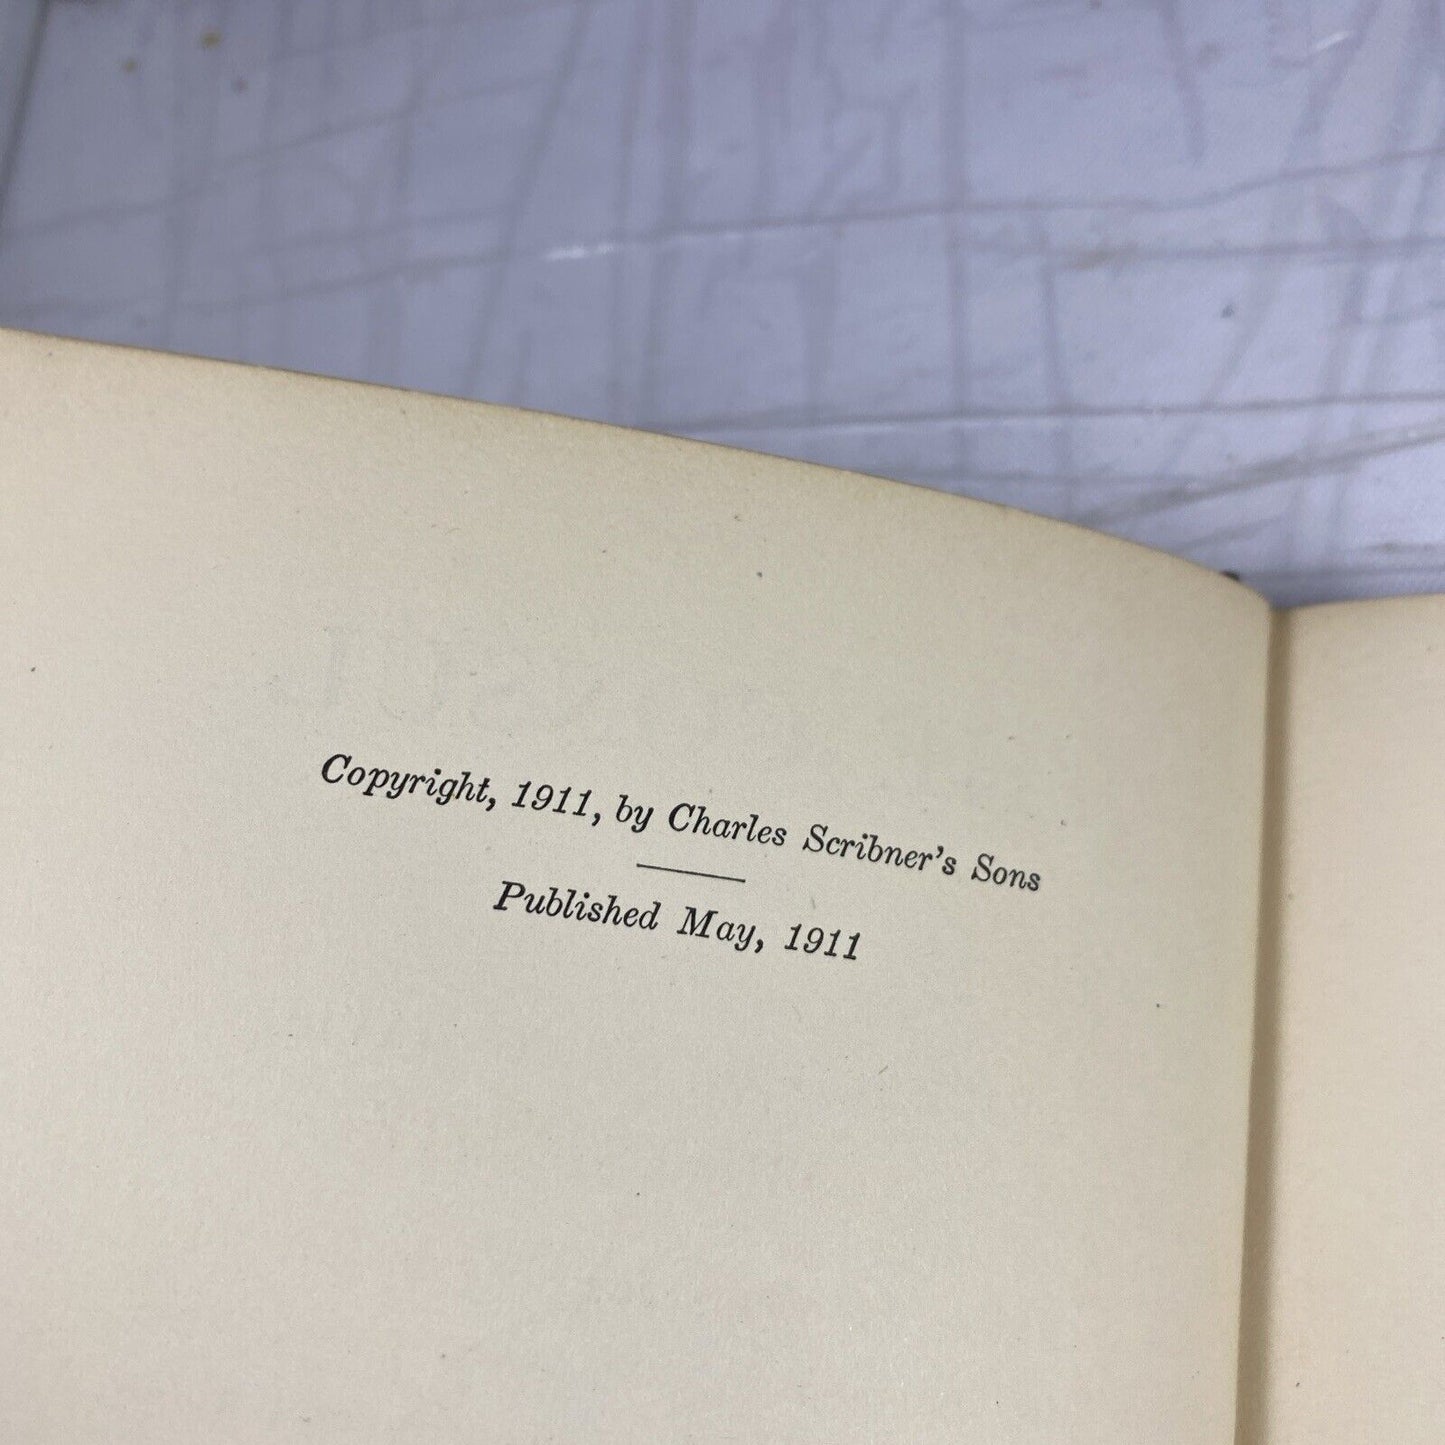 Copyright, 1911, by Charles Scribner's Sons
Published May, 1911